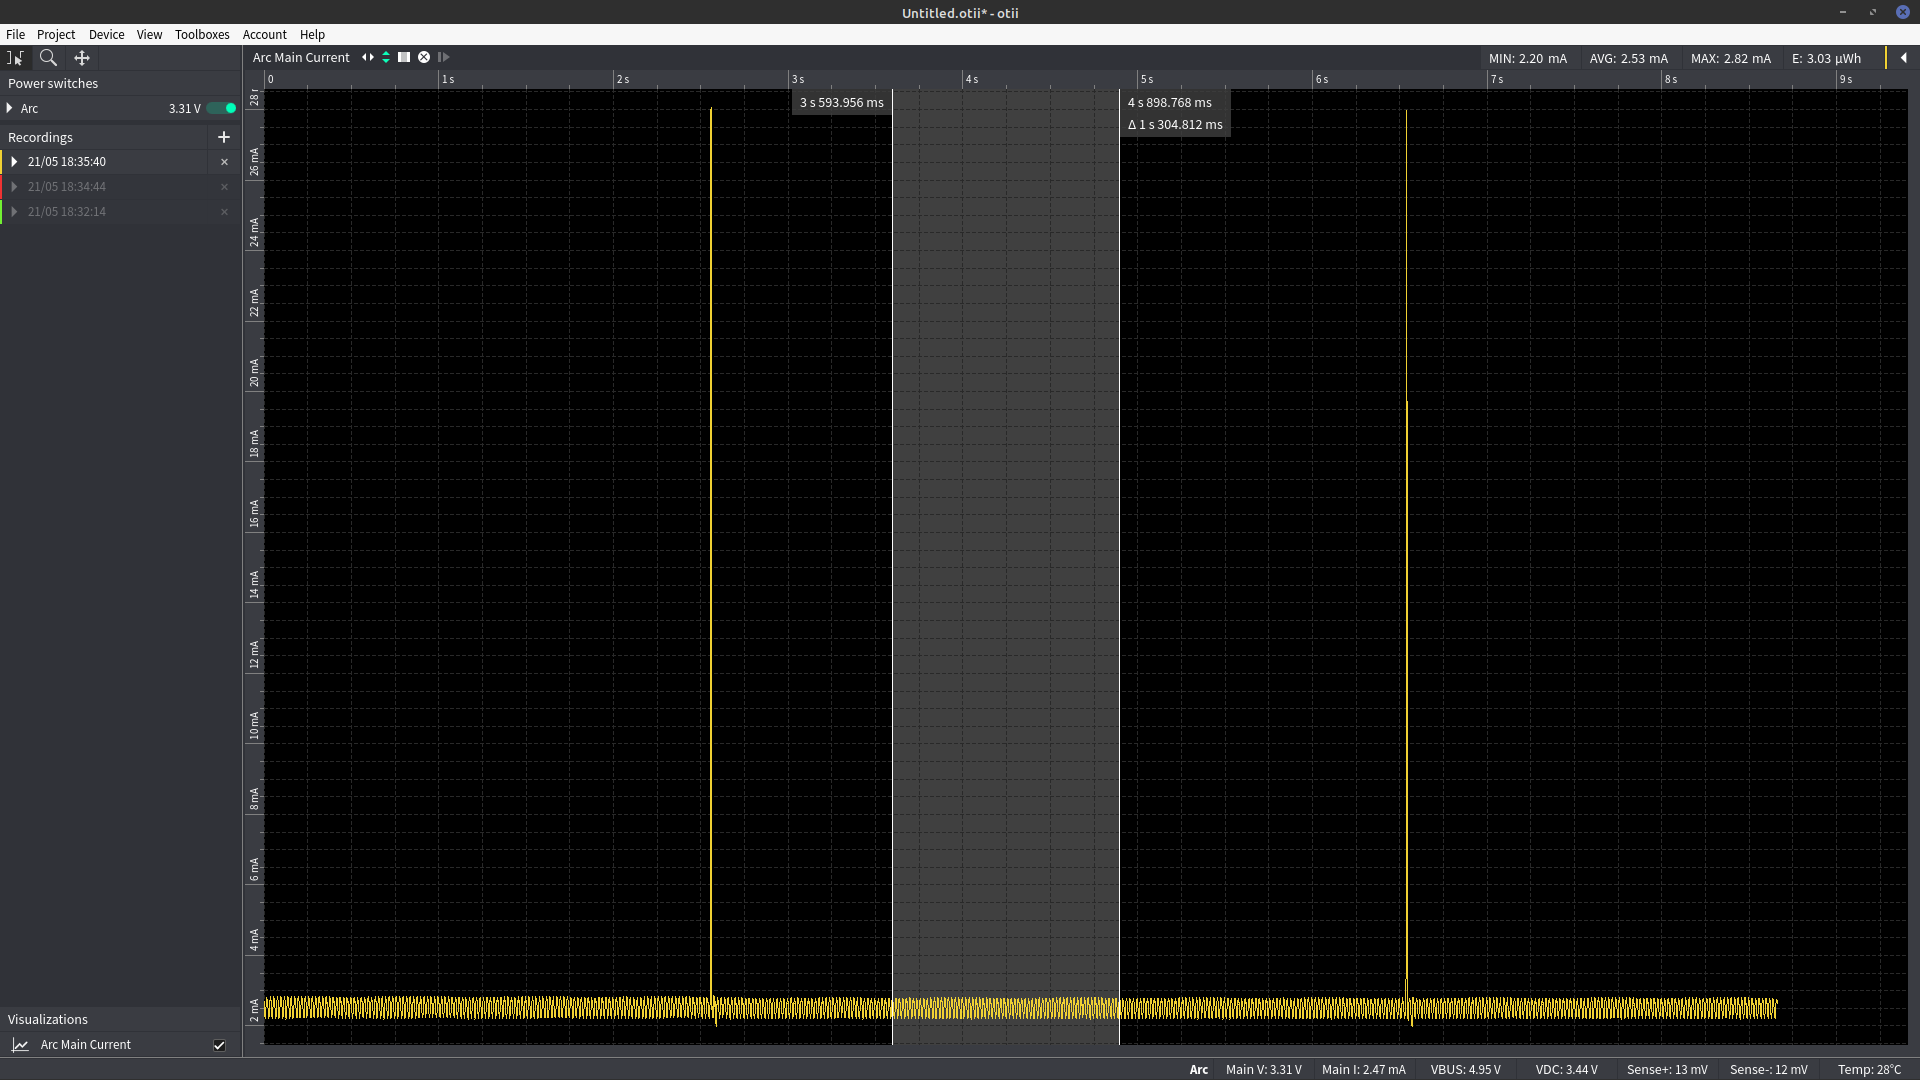 Untitled.otii* - otii
File Project Device View Toolboxes Account Help
Arc Main Current
MIN: 2.20 mA AVG: 2.53 mA MAX: 2.82 mA E: 3.03 µWh
Power switches
Arc 3.31 V
Recordings +
21/05 18:35:40 ×
21/05 18:34:44 ×
21/05 18:32:14 ×
0 1 s 2 s 3 s 4 s 5 s 6 s 7 s 8 s 9 s
3 s 593.956 ms
4 s 898.768 ms
Δ 1 s 304.812 ms
26 mA
24 mA
22 mA
20 mA
18 mA
16 mA
14 mA
12 mA
10 mA
8 mA
6 mA
4 mA
2 mA
Visualizations
Arc Main Current
Arc Main V: 3.31 V Main I: 2.47 mA VBUS: 4.95 V VDC: 3.44 V Sense+: 13 mV Sense-: 12 mV Temp: 28°C